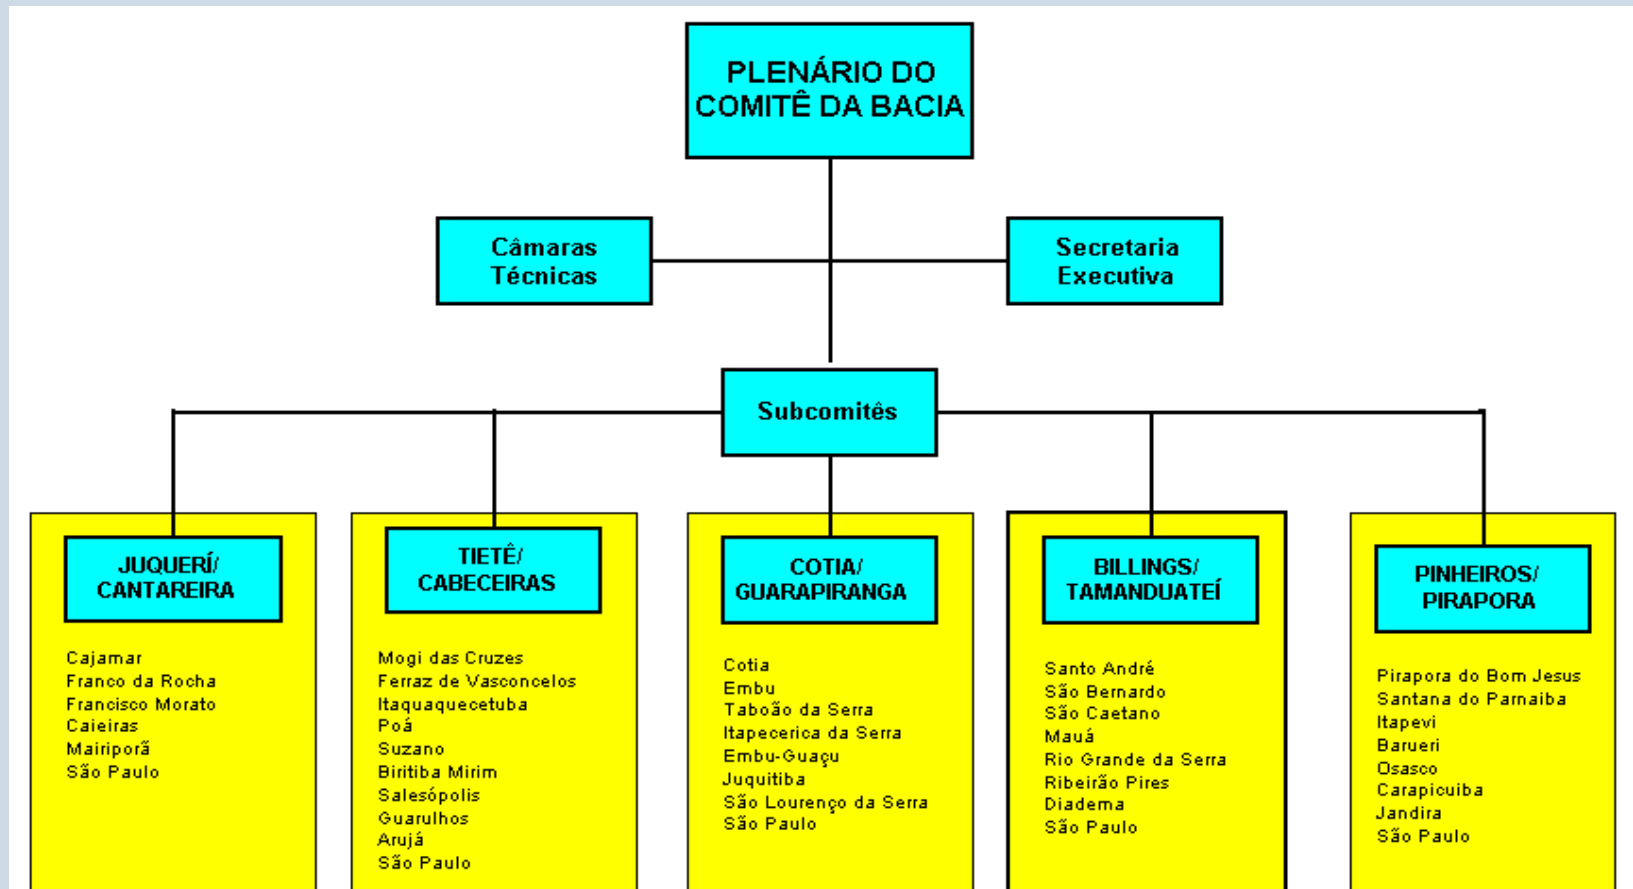 PLENÁRIO DO
COMITÊ DA BACIA
Câmaras
Técnicas
Secretaria
Executiva
Subcomitês
JUQUERÍ/
CANTAREIRA
Cajamar
Franco da Rocha
Francisco Morato
Caieiras
Mairiporã
São Paulo
TIETÊ/
CABECEIRAS
Mogi das Cruzes
Ferraz de Vasconcelos
Itaquaquecetuba
Poá
Suzano
Biritiba Mirim
Salesópolis
Guarulhos
Arujá
São Paulo
COTIA/
GUARAPIRANGA
Cotia
Embu
Taboão da Serra
Itapecerica da Serra
Embu-Guaçu
Juquitiba
São Lourenço da Serra
São Paulo
BILLINGS/
TAMANDUATEÍ
Santo André
São Bernardo
São Caetano
Mauá
Rio Grande da Serra
Ribeirão Pires
Diadema
São Paulo
PINHEIROS/
PIRAPORA
Pirapora do Bom Jesus
Santana do Parnaiba
Itapevi
Barueri
Osasco
Carapicuiba
Jandira
São Paulo